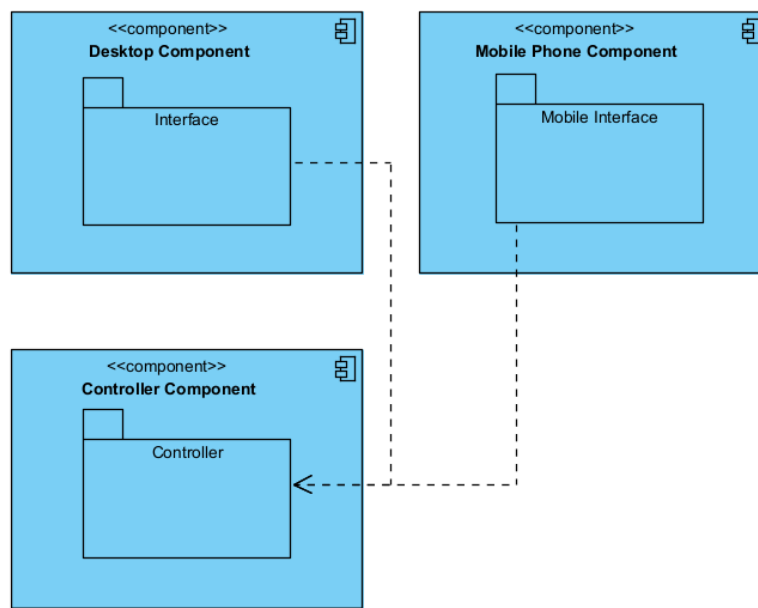 <<component>>
Desktop Component
Interface
<<component>>
Mobile Phone Component
Mobile Interface
<<component>>
Controller Component
Controller